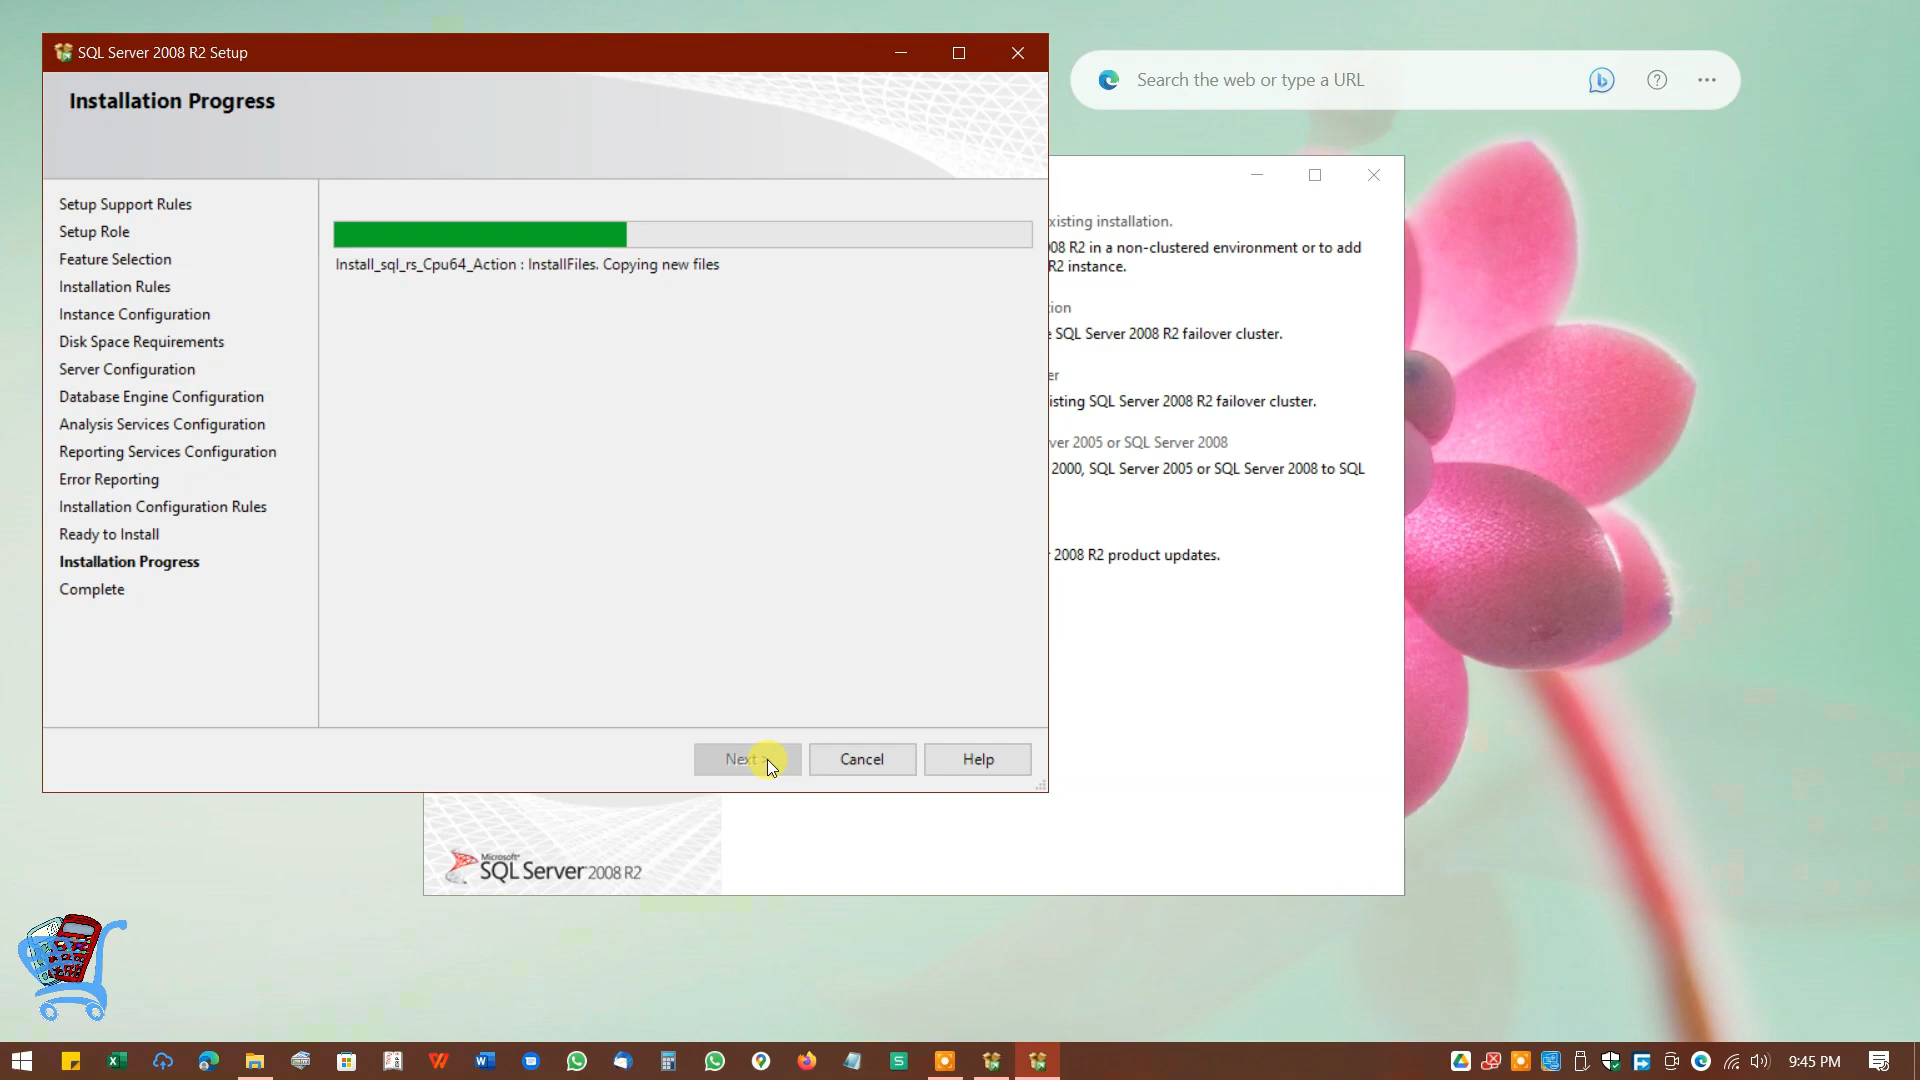 SQL Server 2008 R2 Setup
Search the web or type a URL
Installation Progress
Setup Support Rules
Setup Role
Feature Selection
Installation Rules
Instance Configuration
Disk Space Requirements
Server Configuration
Database Engine Configuration
Analysis Services Configuration
Reporting Services Configuration
Error Reporting
Installation Configuration Rules
Ready to Install
Installation Progress
Complete
Install_sql_rs_Cpu64_Action : InstallFiles. Copying new files
Next >
Cancel
Help
xisting installation.
08 R2 in a non-clustered environment or to add
R2 instance.
ion
e SQL Server 2008 R2 failover cluster.
er
isting SQL Server 2008 R2 failover cluster.
ver 2005 or SQL Server 2008
2000, SQL Server 2005 or SQL Server 2008 to SQL
2008 R2 product updates.
Microsoft
SQL Server 2008 R2
9:45 PM